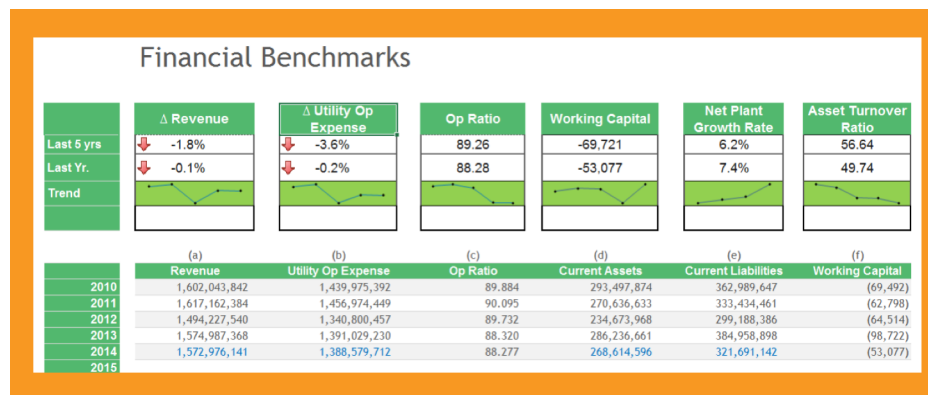 Financial Benchmarks
Δ Revenue
Δ Utility Op Expense
Op Ratio
Working Capital
Net Plant Growth Rate
Asset Turnover Ratio
Last 5 yrs -1.8% -3.6% 89.26 -69,721 6.2% 56.64
Last Yr. -0.1% -0.2% 88.28 -53,077 7.4% 49.74
Trend
(a) (b) (c) (d) (e) (f)
Revenue Utility Op Expense Op Ratio Current Assets Current Liabilities Working Capital
2010 1,602,043,842 1,439,975,392 89.884 293,497,874 362,989,647 (69,492)
2011 1,617,162,384 1,456,974,449 90.095 270,636,633 333,434,461 (62,798)
2012 1,494,227,540 1,340,800,457 89.732 234,673,968 299,188,386 (64,514)
2013 1,574,987,368 1,391,029,230 88.320 286,236,661 384,958,898 (98,722)
2014 1,572,976,141 1,388,579,712 88.277 268,614,596 321,691,142 (53,077)
2015